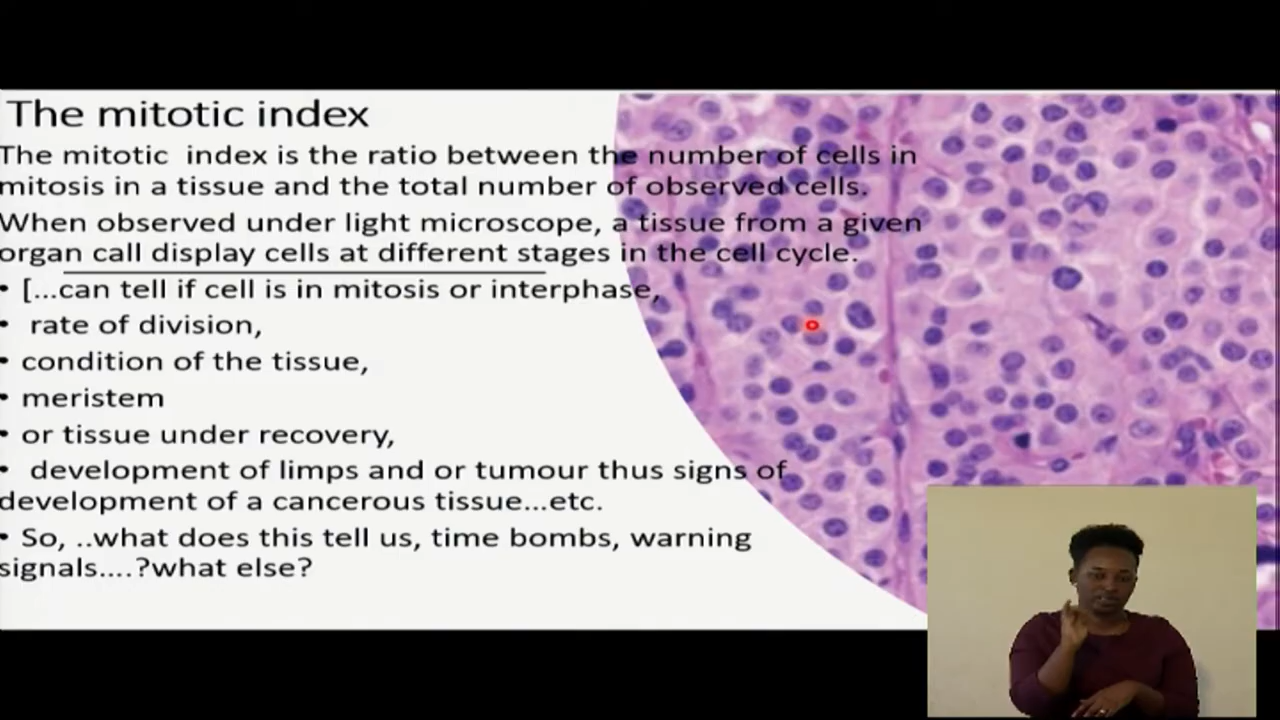 The mitotic index
The mitotic index is the ratio between the number of cells in
mitosis in a tissue and the total number of observed cells.
When observed under light microscope, a tissue from a given
organ call display cells at different stages in the cell cycle.
• [...can tell if cell is in mitosis or interphase,
• rate of division,
• condition of the tissue,
• meristem
• or tissue under recovery,
• development of limps and or tumour thus signs of
development of a cancerous tissue...etc.
• So, ..what does this tell us, time bombs, warning
signals....?what else?